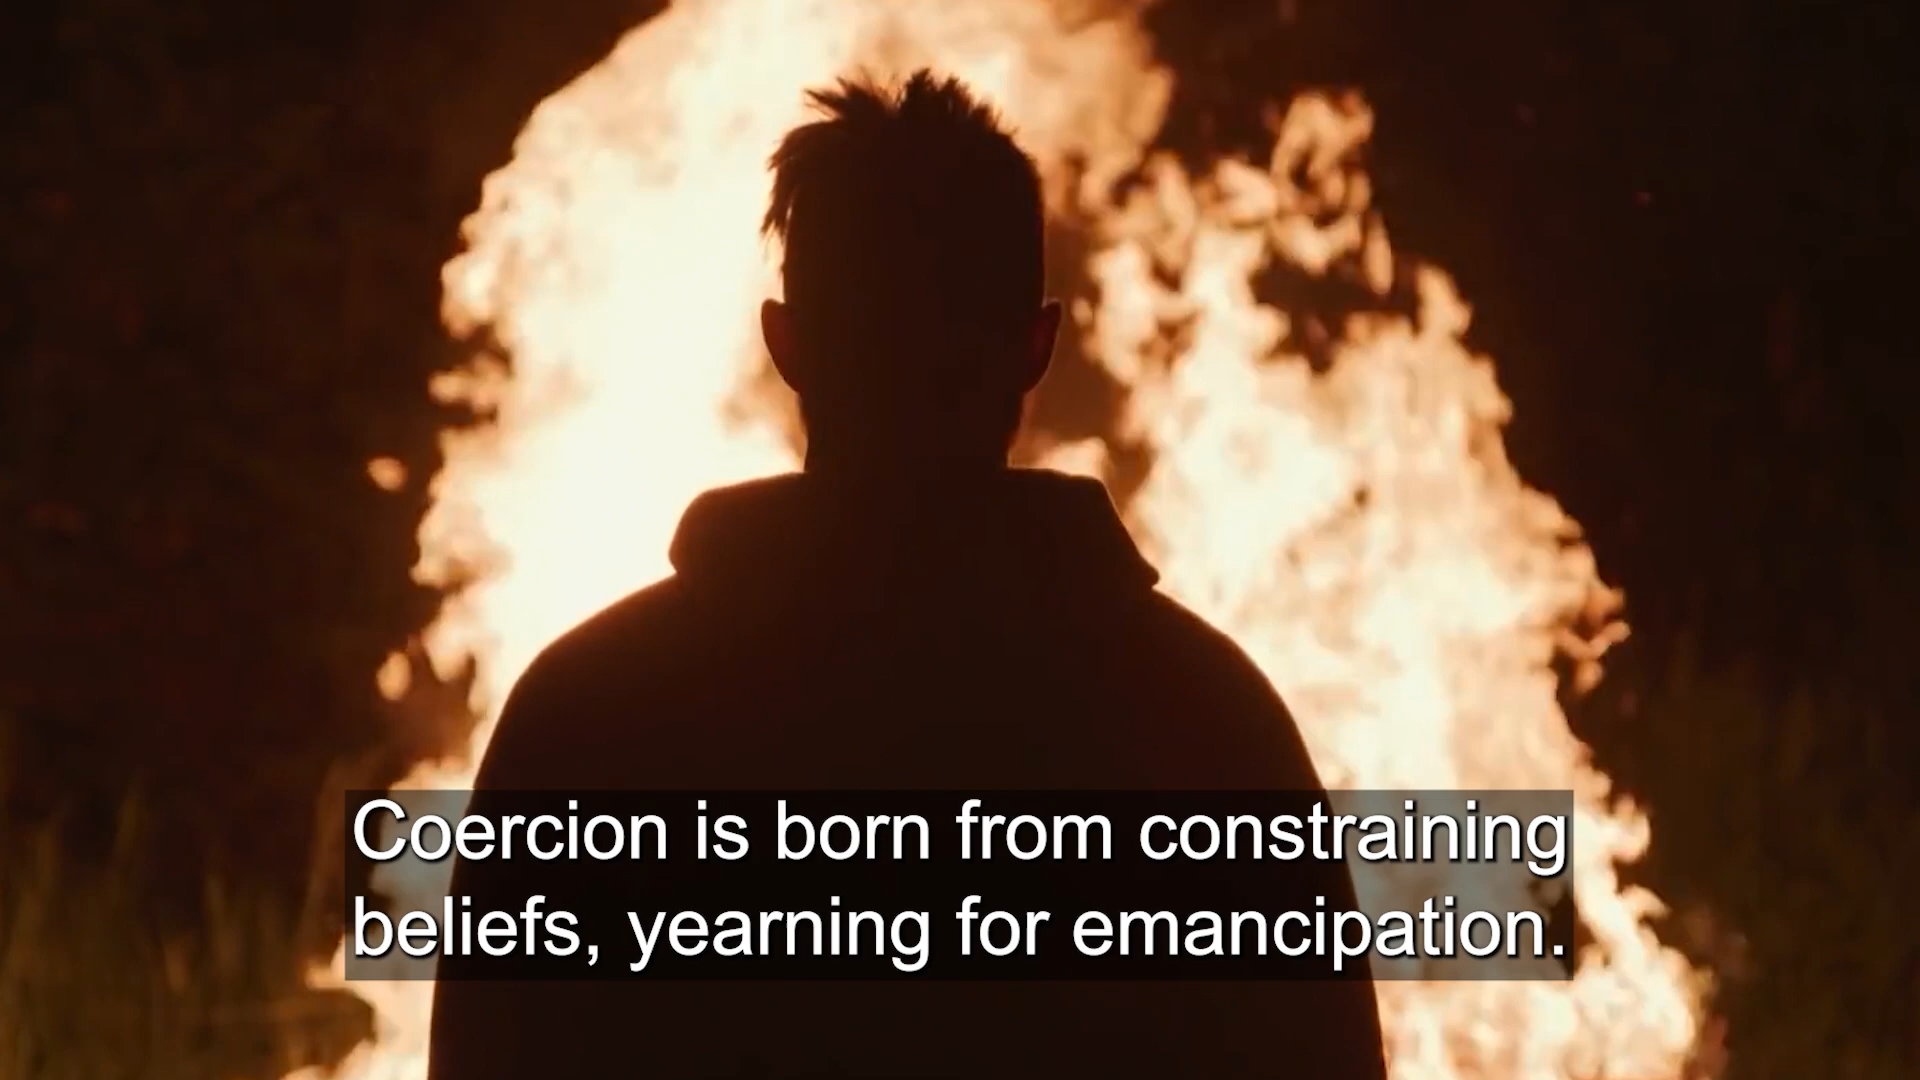 Coercion is born from constraining
beliefs, yearning for emancipation.